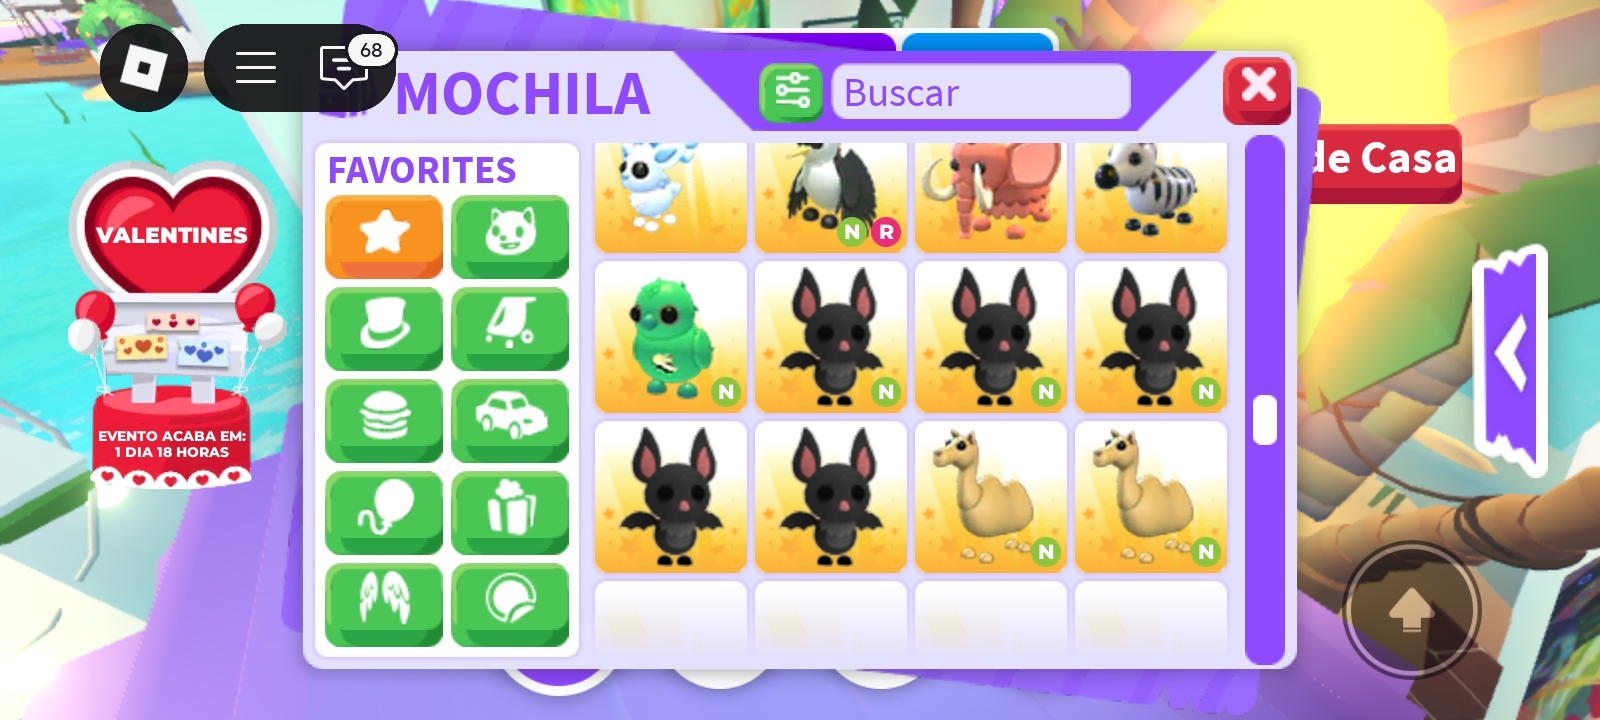 68
MOCHILA
Buscar
de Casa
FAVORITES
VALENTINES
EVENTO ACABA EM:
1 DIA 18 HORAS
N R
N N N N
N N